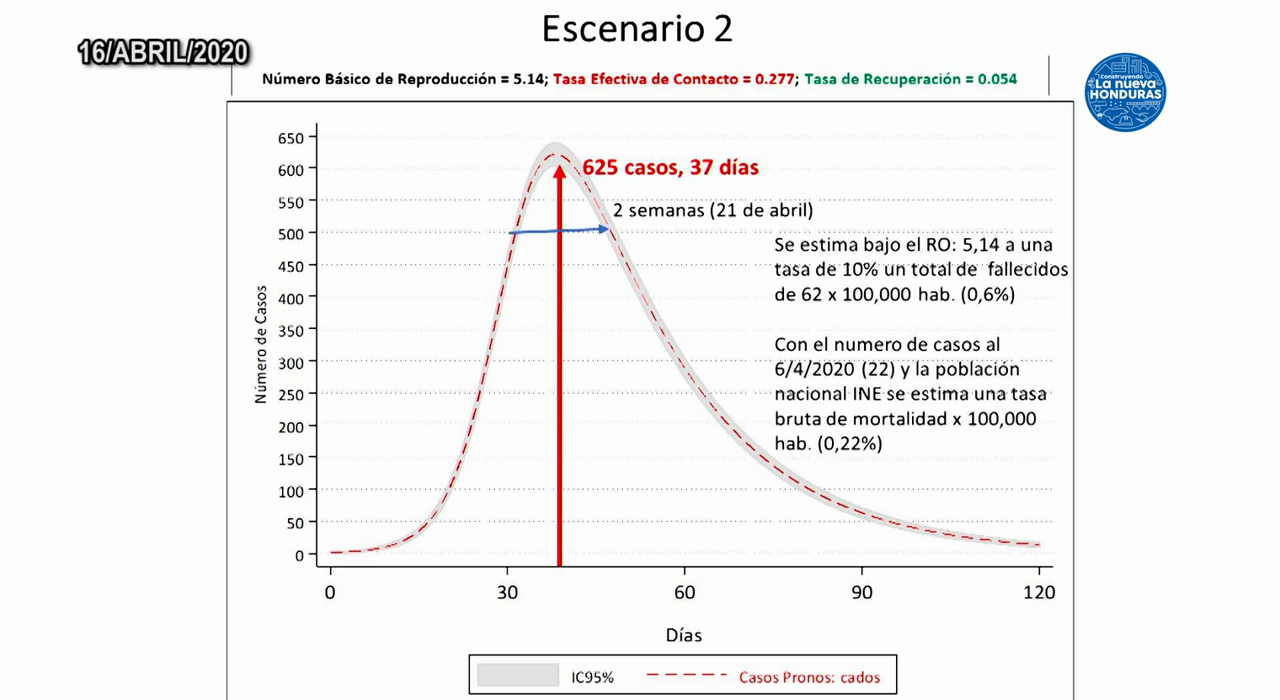 Escenario 2
16/ABRIL/2020
Número Básico de Reproducción = 5.14; Tasa Efectiva de Contacto = 0.277; Tasa de Recuperación = 0.054
Construyendo
La nueva
HONDURAS
650
600
550
500
450
400
350
300
250
200
150
100
50
0
Número de Casos
625 casos, 37 días
2 semanas (21 de abril)
Se estima bajo el RO: 5,14 a una
tasa de 10% un total de fallecidos
de 62 x 100,000 hab. (0,6%)
Con el numero de casos al
6/4/2020 (22) y la población
nacional INE se estima una tasa
bruta de mortalidad x 100,000
hab. (0,22%)
0 30 60 90 120
Días
IC95% Casos Pronos: cados